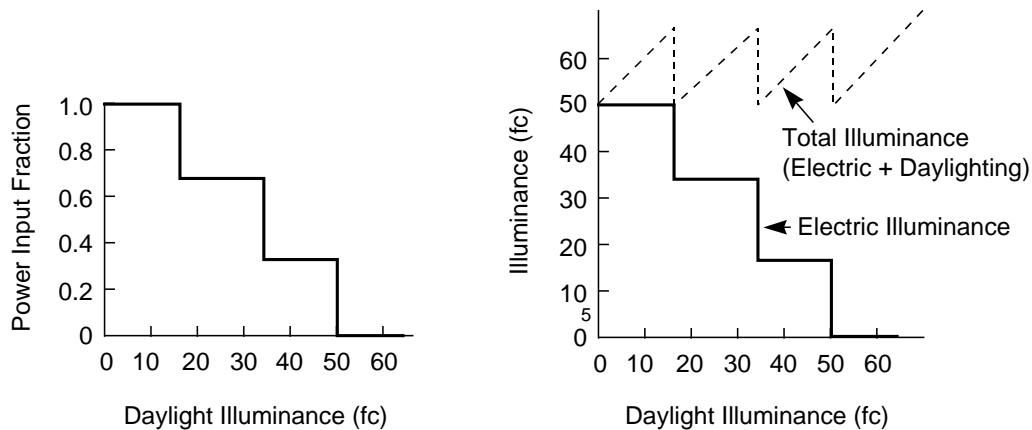 Power Input Fraction
1.0
0.8
0.6
0.4
0.2
0
0 10 20 30 40 50 60
Daylight Illuminance (fc)
Illuminance (fc)
60
50
40
30
20
10
5
0
0 10 20 30 40 50 60
Daylight Illuminance (fc)
Total Illuminance
(Electric + Daylighting)
Electric Illuminance